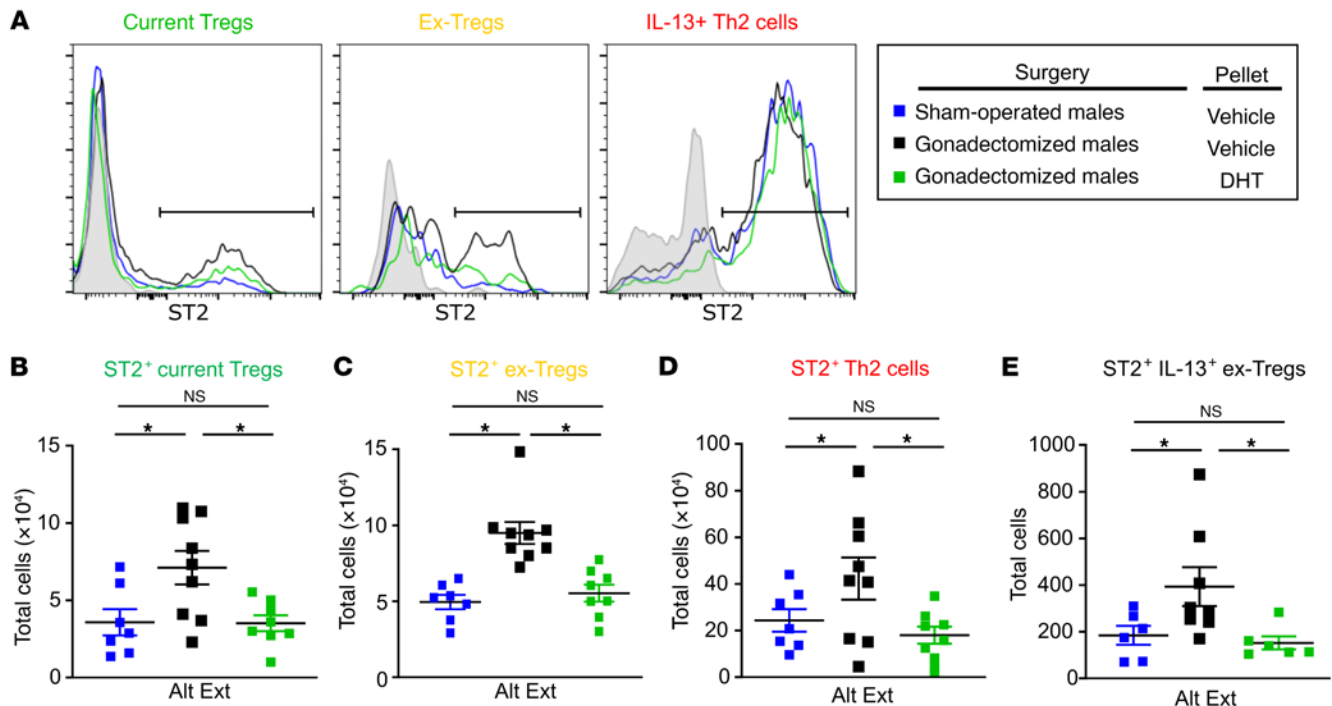 A
Current Tregs
Ex-Tregs
IL-13+ Th2 cells
ST2
ST2
ST2
Surgery Pellet
Sham-operated males Vehicle
Gonadectomized males Vehicle
Gonadectomized males DHT
B
ST2⁺ current Tregs
NS
* *
Total cells (×10⁴)
15
10
5
0
Alt Ext
C
ST2⁺ ex-Tregs
NS
* *
Total cells (×10⁴)
15
10
5
0
Alt Ext
D
ST2⁺ Th2 cells
NS
* *
Total cells (×10⁴)
100
80
60
40
20
0
Alt Ext
E
ST2⁺ IL-13⁺ ex-Tregs
NS
* *
Total cells
1000
800
600
400
200
0
Alt Ext